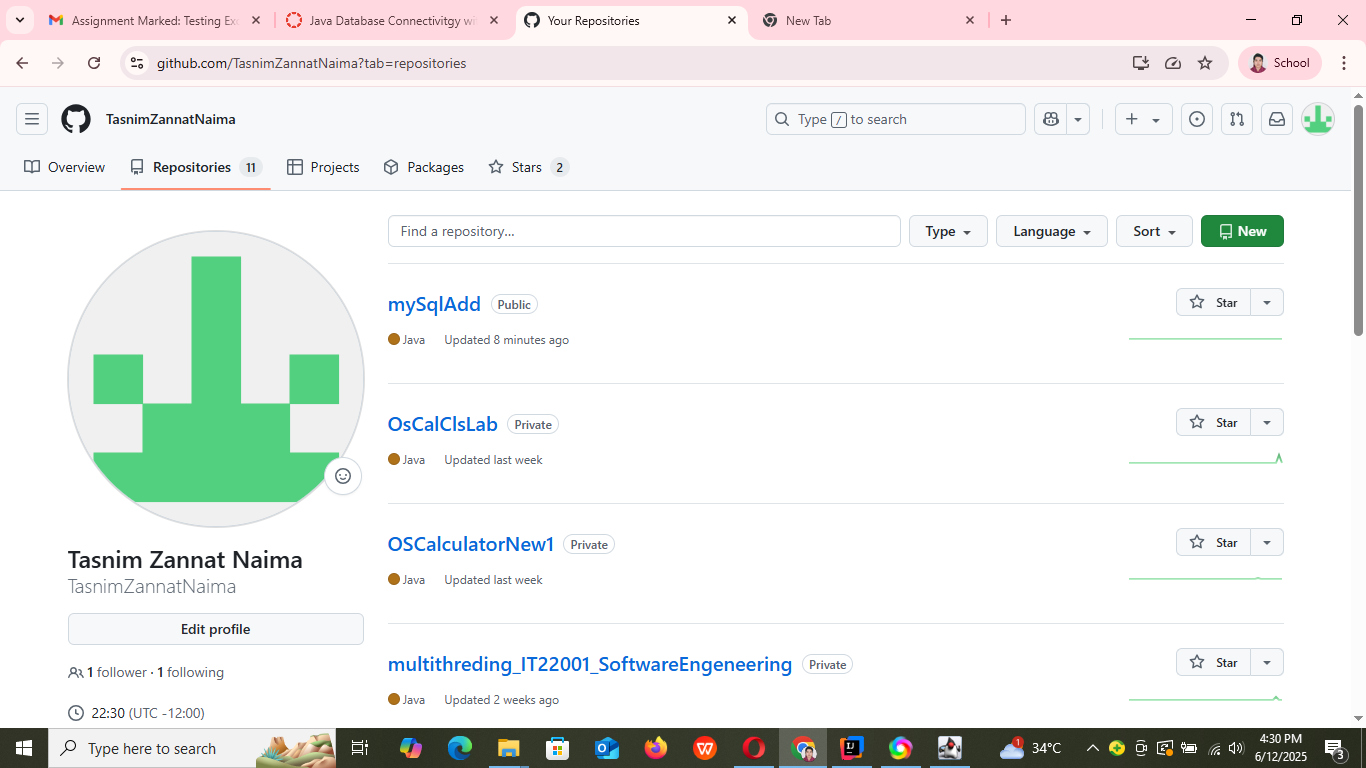 Assignment Marked: Testing Ex
Java Database Connectivitgy wi
Your Repositories
New Tab
github.com/TasnimZannatNaima?tab=repositories
School
TasnimZannatNaima
Type / to search
Overview
Repositories 11
Projects
Packages
Stars 2
Find a repository...
Type
Language
Sort
New
mySqlAdd Public
Star
Java Updated 8 minutes ago
OsCalClsLab Private
Star
Java Updated last week
OSCalculatorNew1 Private
Star
Java Updated last week
multithreding_IT22001_SoftwareEngeneering Private
Star
Java Updated 2 weeks ago
Tasnim Zannat Naima
TasnimZannatNaima
Edit profile
1 follower · 1 following
22:30 (UTC -12:00)
Type here to search
1
34°C
4:30 PM
6/12/2025
3